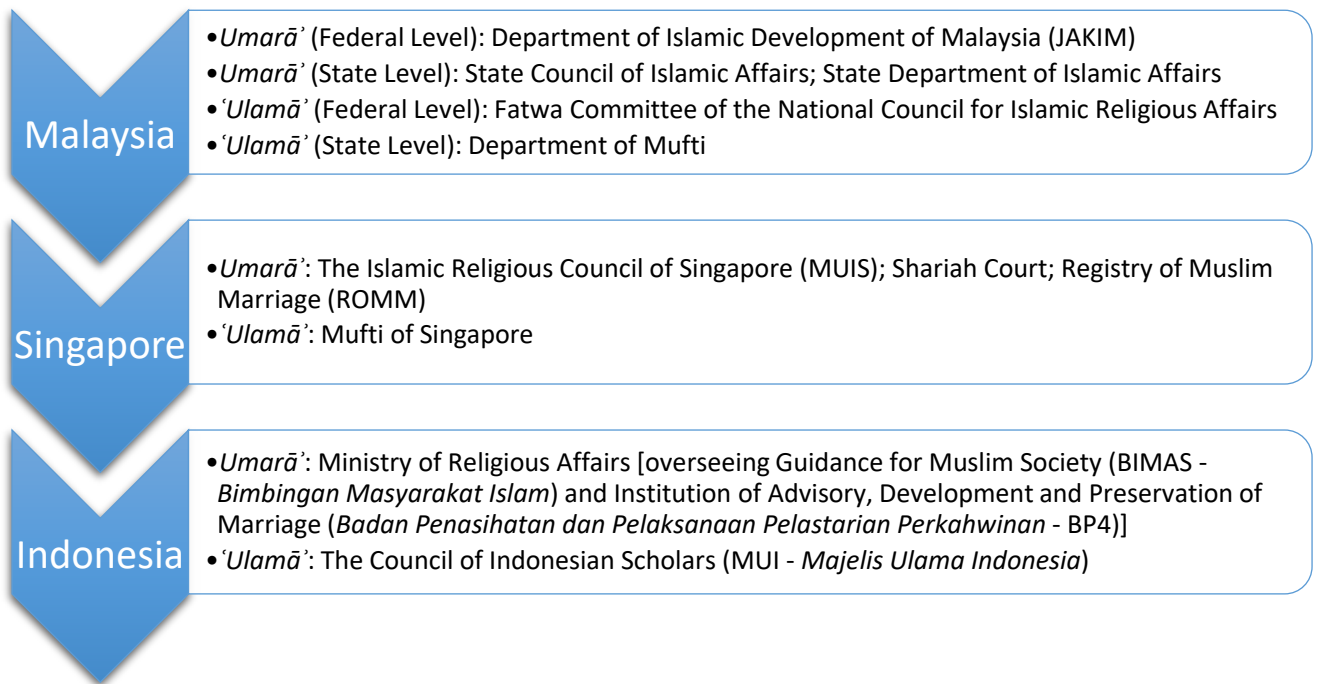 Malaysia
•Umarāʾ (Federal Level): Department of Islamic Development of Malaysia (JAKIM)
•Umarāʾ (State Level): State Council of Islamic Affairs; State Department of Islamic Affairs
•ʿUlamāʾ (Federal Level): Fatwa Committee of the National Council for Islamic Religious Affairs
•ʿUlamāʾ (State Level): Department of Mufti
Singapore
•Umarāʾ: The Islamic Religious Council of Singapore (MUIS); Shariah Court; Registry of Muslim
Marriage (ROMM)
•ʿUlamāʾ: Mufti of Singapore
Indonesia
•Umarāʾ: Ministry of Religious Affairs [overseeing Guidance for Muslim Society (BIMAS -
Bimbingan Masyarakat Islam) and Institution of Advisory, Development and Preservation of
Marriage (Badan Penasihatan dan Pelaksanaan Pelastarian Perkahwinan - BP4)]
•ʿUlamāʾ: The Council of Indonesian Scholars (MUI - Majelis Ulama Indonesia)